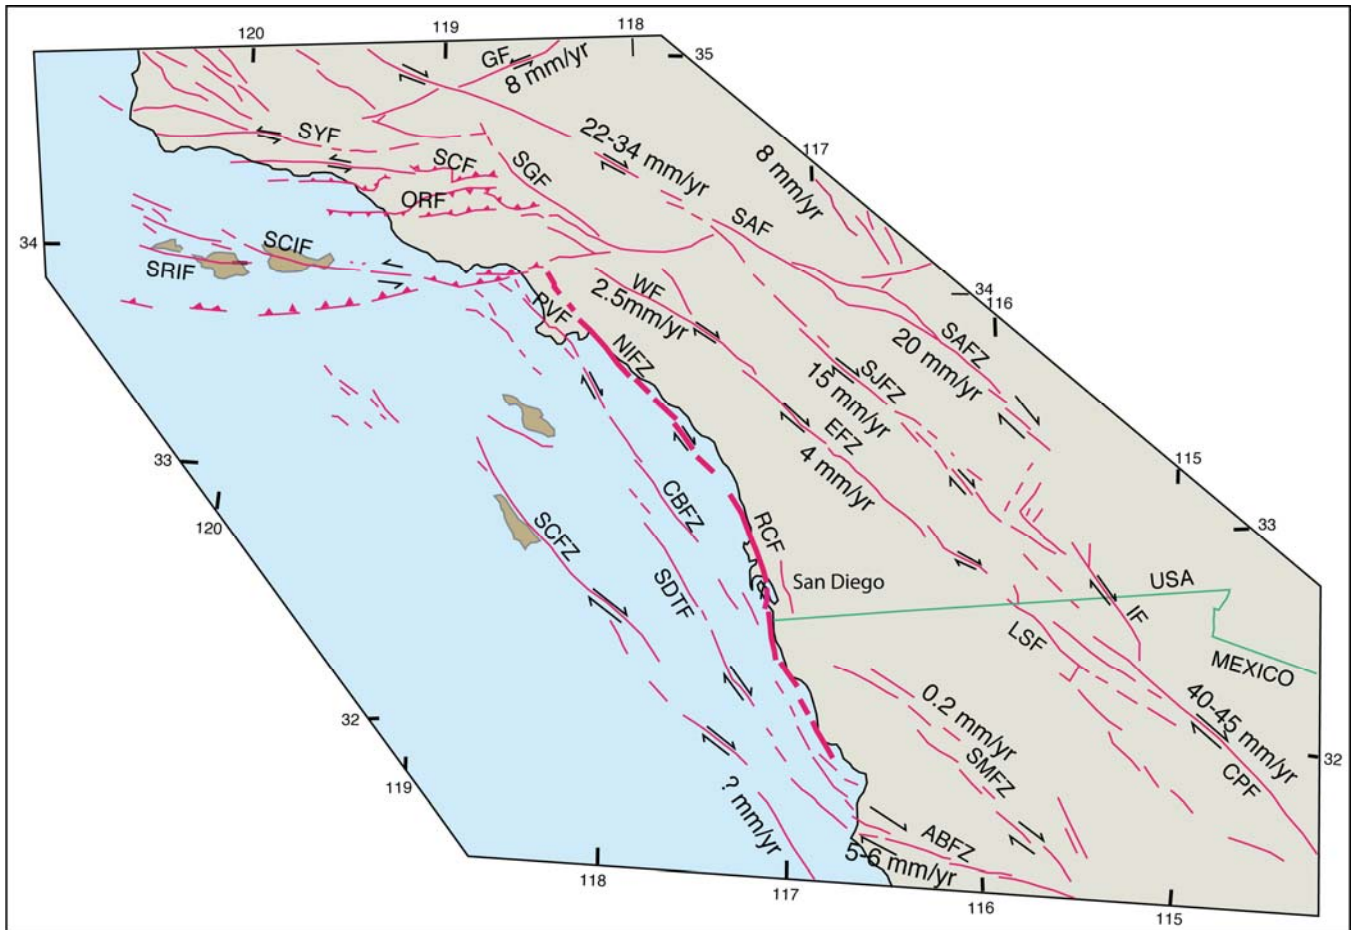 120
119
118
35
GF
8 mm/yr
SYF
22-34 mm/yr
117
8 mm/yr
SCF
SGF
ORF
SAF
34
SCIF
SRIF
WF
2.5mm/yr
34
116
PVF
NIFZ
SAFZ
20 mm/yr
SJFZ
15 mm/yr
EFZ
4 mm/yr
33
115
120
CBFZ
SCFZ
RCF
33
SDTF
San Diego
USA
IF
LSF
MEXICO
0.2 mm/yr
40-45 mm/yr
32
32
SMFZ
CPF
119
? mm/yr
ABFZ
5-6 mm/yr
118
117
116
115